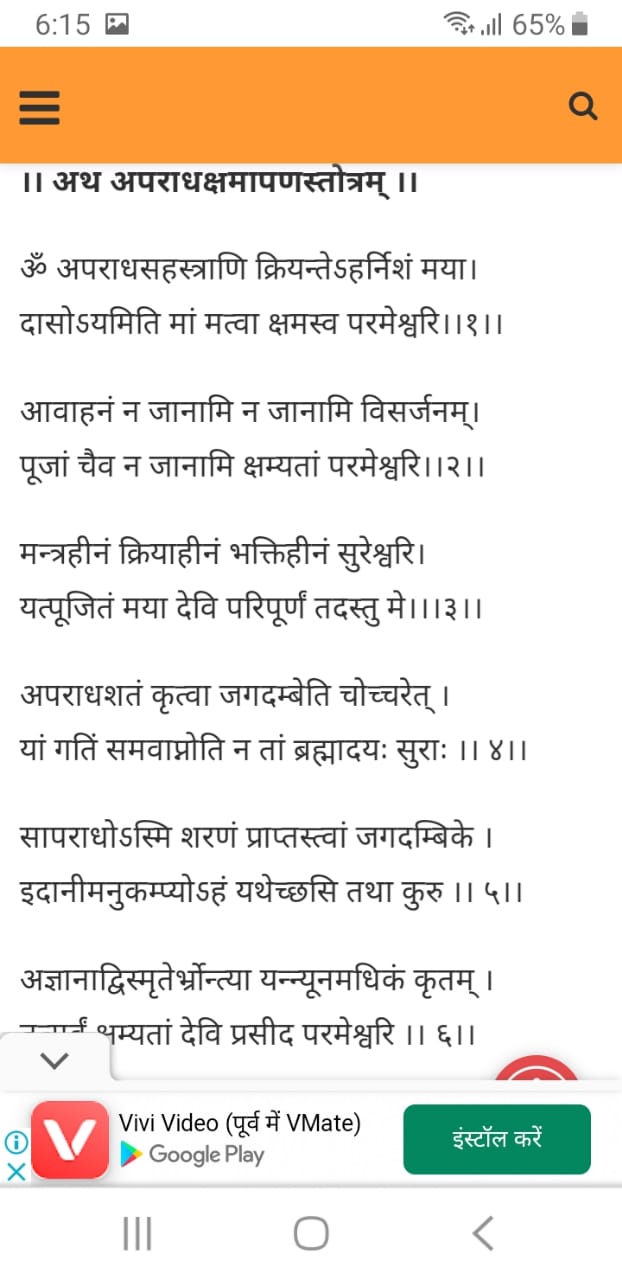 6:15 65%
।। अथ अपराधक्षमापणस्तोत्रम् ।।
ॐ अपराधसहस्त्राणि क्रियन्तेऽहर्निशं मया।
दासोऽयमिति मां मत्वा क्षमस्व परमेश्वरि।।१।।
आवाहनं न जानामि न जानामि विसर्जनम्।
पूजां चैव न जानामि क्षम्यतां परमेश्वरि।।२।।
मन्त्रहीनं क्रियाहीनं भक्तिहीनं सुरेश्वरि।
यत्पूजितं मया देवि परिपूर्णं तदस्तु मे।।।३।।
अपराधशतं कृत्वा जगदम्बेति चोच्चरेत् ।
यां गतिं समवाप्नोति न तां ब्रह्मादयः सुराः ।। ४।।
सापराधोऽस्मि शरणं प्राप्तस्त्वां जगदम्बिके ।
इदानीमनुकम्प्योऽहं यथेच्छसि तथा कुरु ।। ५।।
अज्ञानाद्विस्मृतेर्भ्रोन्त्या यन्न्यूनमधिकं कृतम् ।
क्षम्यतां देवि प्रसीद परमेश्वरि ।। ६।।
Vivi Video (पूर्व में VMate)
Google Play
इंस्टॉल करें